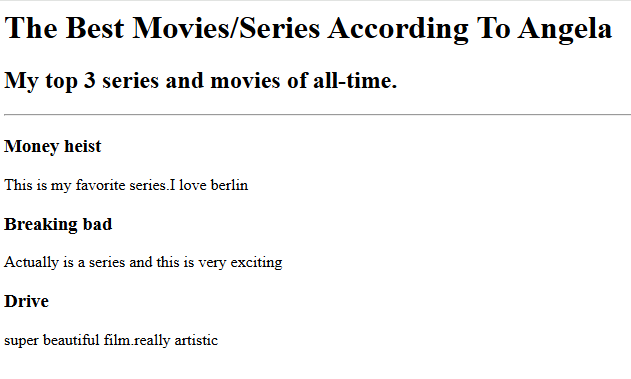 The Best Movies/Series According To Angela
My top 3 series and movies of all-time.
Money heist
This is my favorite series.I love berlin
Breaking bad
Actually is a series and this is very exciting
Drive
super beautiful film.really artistic